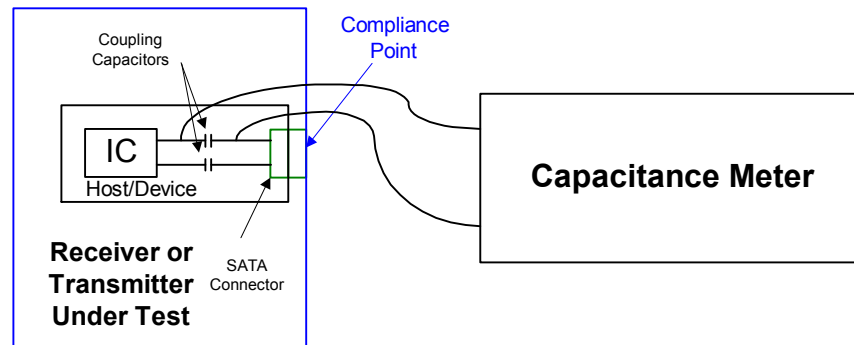 Coupling
Capacitors
Compliance
Point
IC
Host/Device
Capacitance Meter
Receiver or
Transmitter
Under Test
SATA
Connector